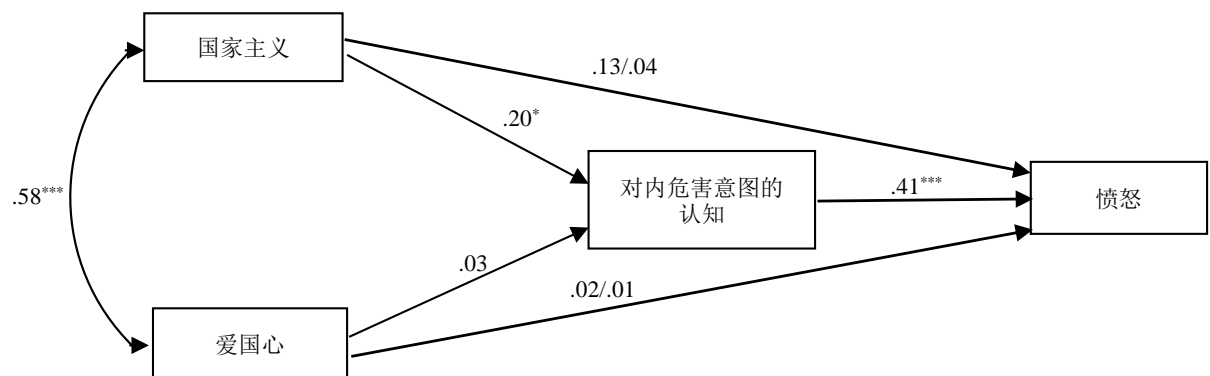 国家主义
.13/.04
.20*
.58***
对内危害意图的
认知
.41***
愤怒
.03
.02/.01
爱国心